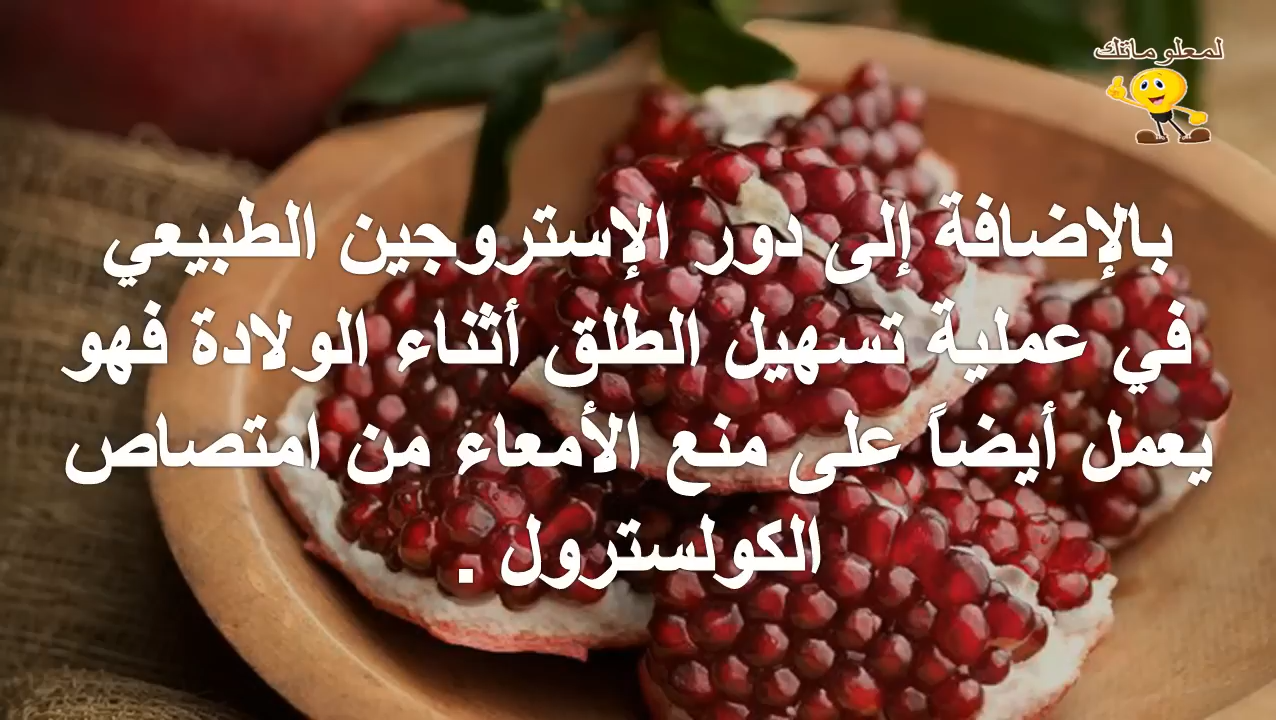 لمعلوماتك
بالإضافة إلى دور الإستروجين الطبيعي
في عملية تسهيل الطلق أثناء الولادة فهو
يعمل أيضاً على منع الأمعاء من امتصاص
الكولسترول .